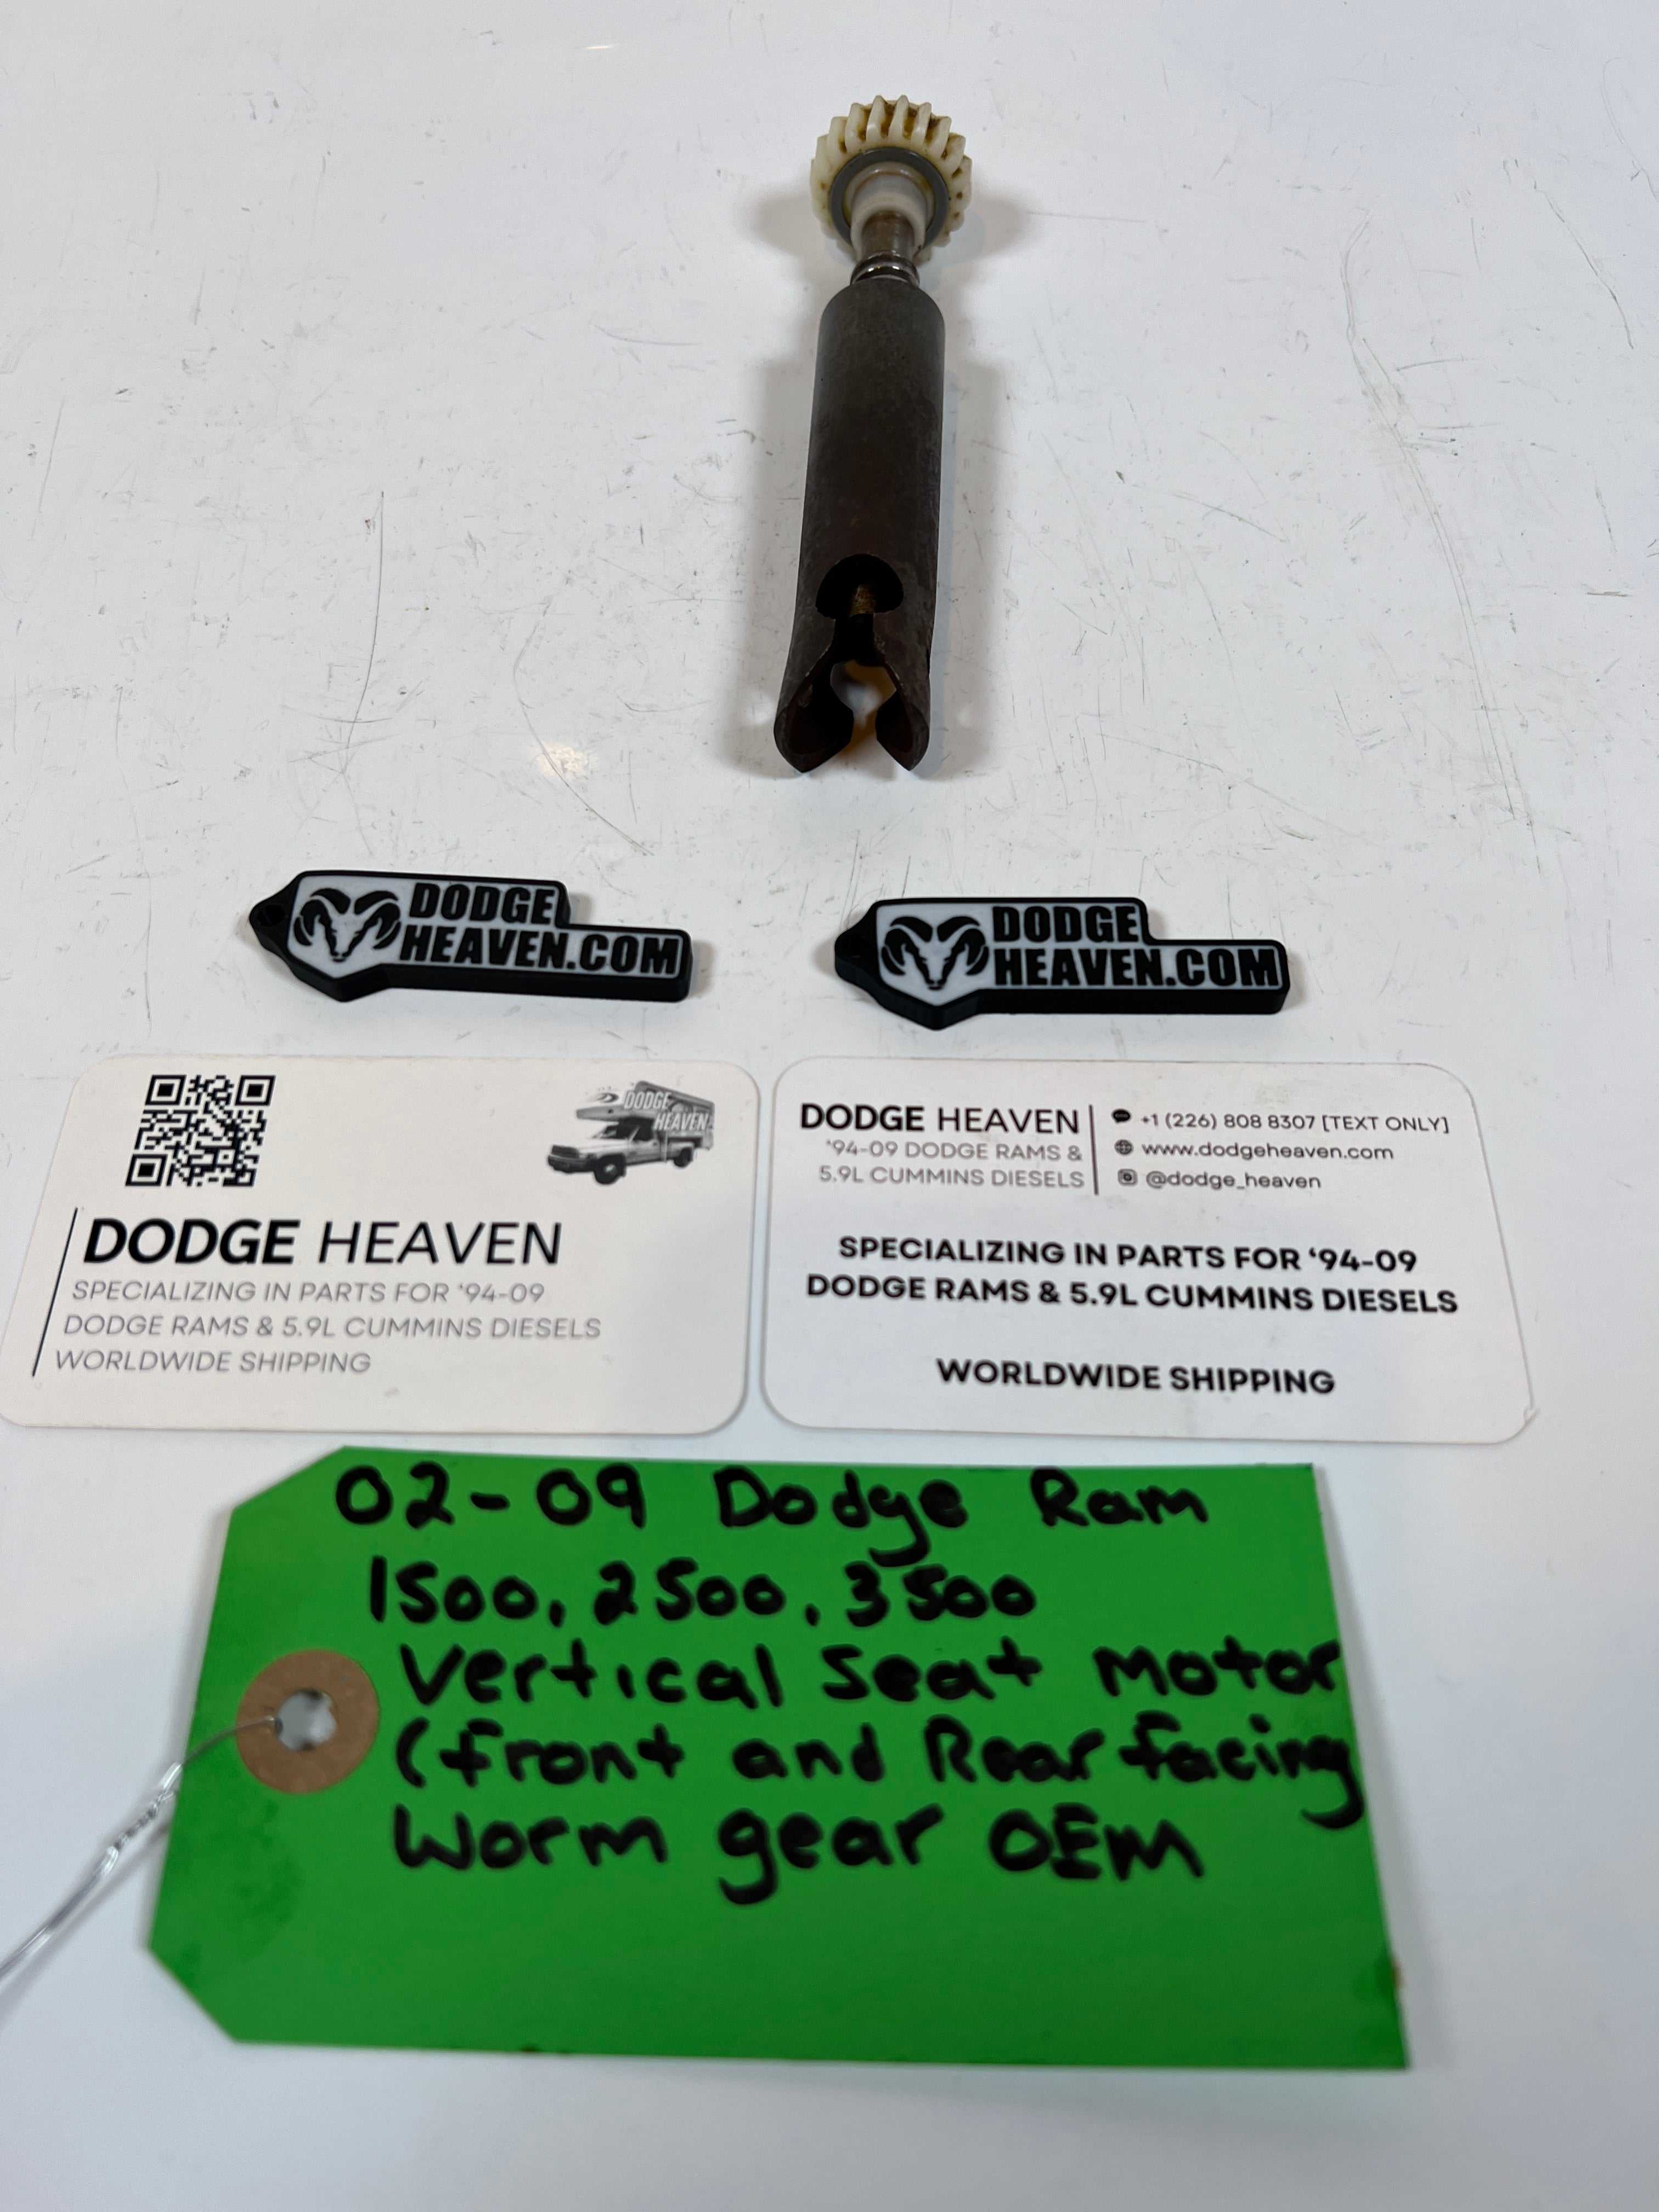 DODGE
HEAVEN.COM
DODGE
HEAVEN.COM
DODGE
HEAVEN
DODGE HEAVEN
SPECIALIZING IN PARTS FOR '94-09
DODGE RAMS & 5.9L CUMMINS DIESELS
WORLDWIDE SHIPPING
DODGE HEAVEN
'94-09 DODGE RAMS &
5.9L CUMMINS DIESELS
+1 (226) 808 8307 [TEXT ONLY]
www.dodgeheaven.com
@dodge_heaven
SPECIALIZING IN PARTS FOR '94-09
DODGE RAMS & 5.9L CUMMINS DIESELS
WORLDWIDE SHIPPING
02-09 Dodge Ram
1500, 2500, 3500
Vertical Seat Motor
(front and Rear facing
Worm gear OEM